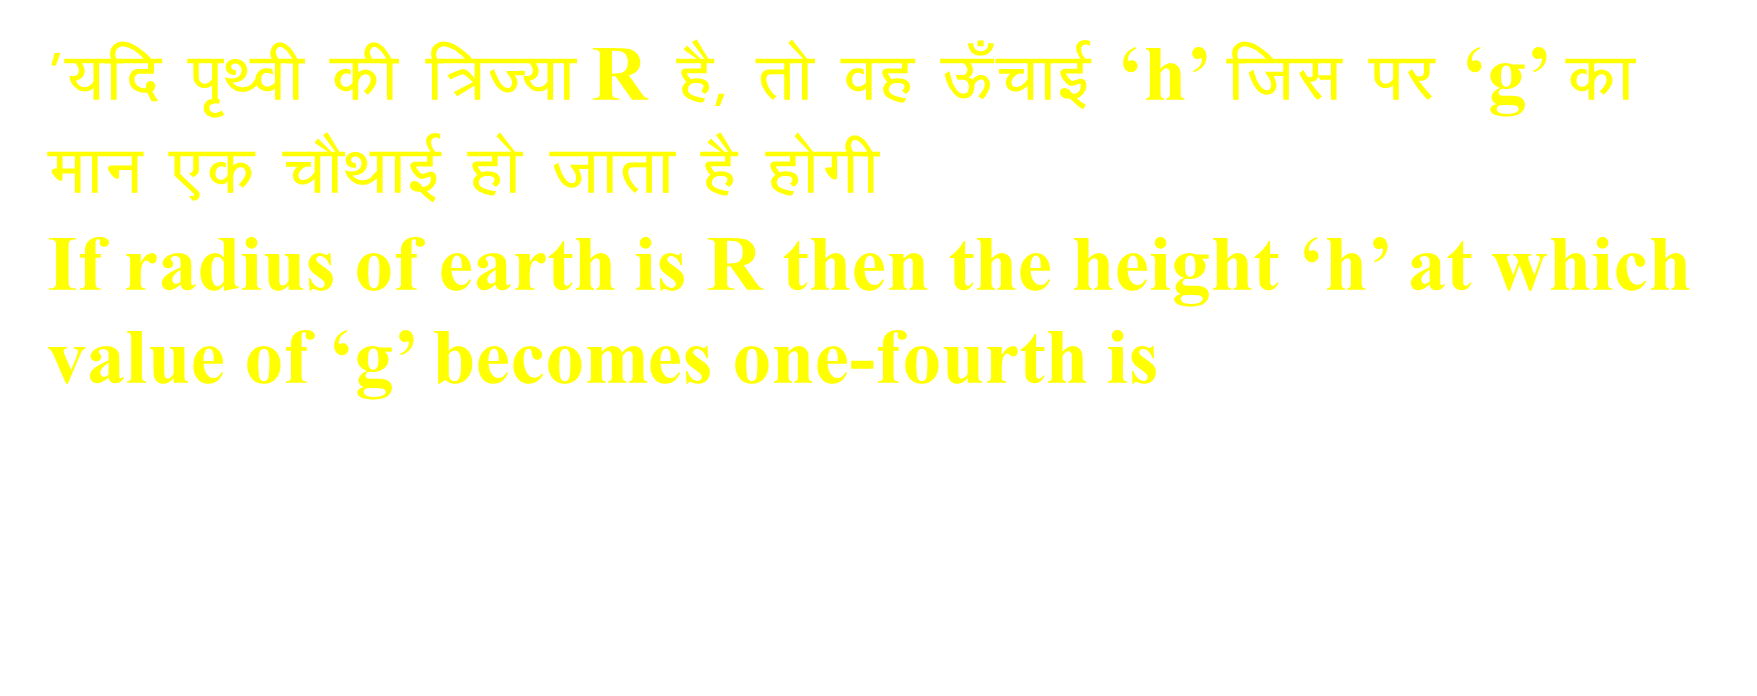 ’यदि पृथ्वी की त्रिज्या R है, तो वह ऊँचाई ‘h’ जिस पर ‘g’ का
मान एक चौथाई हो जाता है होगी
If radius of earth is R then the height ‘h’ at which
value of ‘g’ becomes one-fourth is